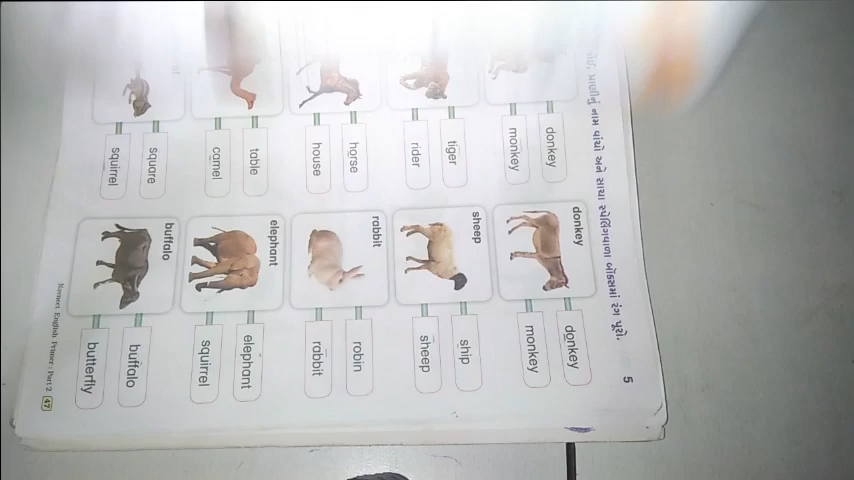 નામ વાંચો અને સાચા સ્પેલિંગવાળા બોક્સમાં રંગ પૂરો.
5
donkey
monkey
donkey
donkey
monkey
tiger
rider
sheep
ship
sheep
horse
house
rabbit
robin
rabbit
table
camel
elephant
elephant
squirrel
square
squirrel
buffalo
buffalo
butterfly
Navneet English Primer : Part 2
47